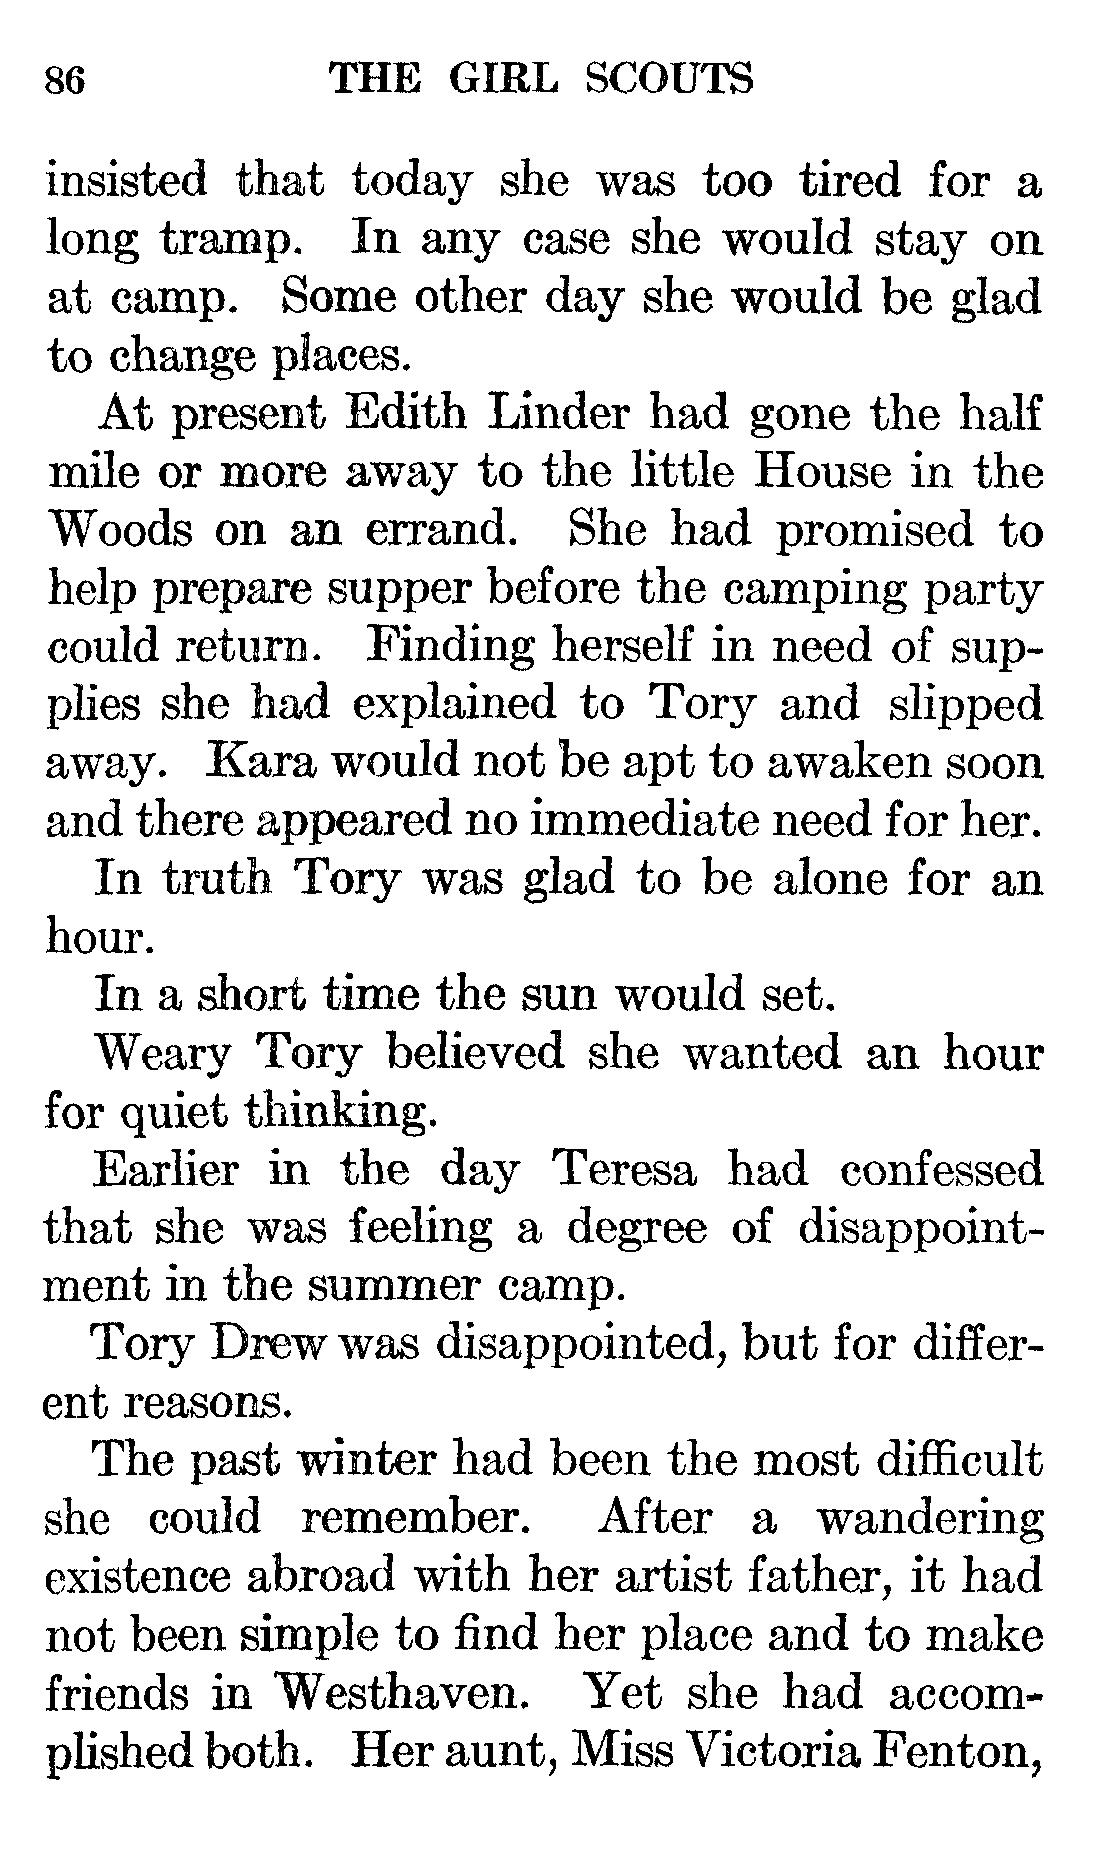 86 THE GIRL SCOUTS
insisted that today she was too tired for a
long tramp. In any case she would stay on
at camp. Some other day she would be glad
to change places.
At present Edith Linder had gone the half
mile or more away to the little House in the
Woods on an errand. She had promised to
help prepare supper before the camping party
could return. Finding herself in need of sup-
plies she had explained to Tory and slipped
away. Kara would not be apt to awaken soon
and there appeared no immediate need for her.
In truth Tory was glad to be alone for an
hour.
In a short time the sun would set.
Weary Tory believed she wanted an hour
for quiet thinking.
Earlier in the day Teresa had confessed
that she was feeling a degree of disappoint-
ment in the summer camp.
Tory Drew was disappointed, but for differ-
ent reasons.
The past winter had been the most difficult
she could remember. After a wandering
existence abroad with her artist father, it had
not been simple to find her place and to make
friends in Westhaven. Yet she had accom-
plished both. Her aunt, Miss Victoria Fenton,